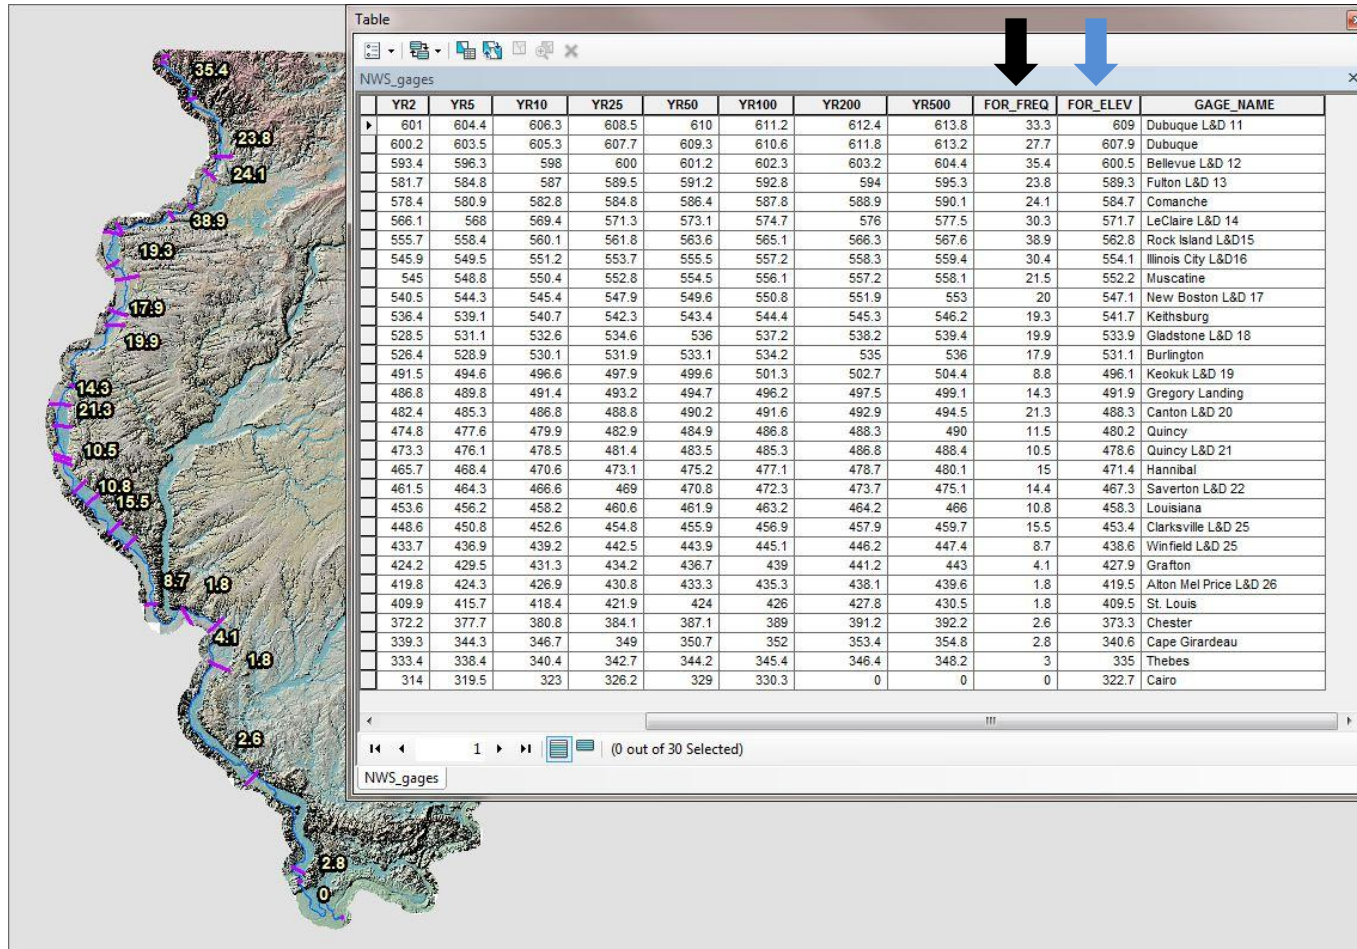 Table
NWS_gages
YR2 YR5 YR10 YR25 YR50 YR100 YR200 YR500 FOR_FREQ FOR_ELEV GAGE_NAME
601 604.4 606.3 608.5 610 611.2 612.4 613.8 33.3 609 Dubuque L&D 11
600.2 603.5 605.3 607.7 609.3 610.6 611.8 613.2 27.7 607.9 Dubuque
593.4 596.3 598 600 601.2 602.3 603.2 604.4 35.4 600.5 Bellevue L&D 12
581.7 584.8 587 589.5 591.2 592.8 594 595.3 23.8 589.3 Fulton L&D 13
578.4 580.9 582.8 584.8 586.4 587.8 588.9 590.1 24.1 584.7 Comanche
566.1 568 569.4 571.3 573.1 574.7 576 577.5 30.3 571.7 LeClaire L&D 14
555.7 558.4 560.1 561.8 563.6 565.1 566.3 567.6 38.9 562.8 Rock Island L&D15
545.9 549.5 551.2 553.7 555.5 557.2 558.3 559.4 30.4 554.1 Illinois City L&D16
545 548.8 550.4 552.8 554.5 556.1 557.2 558.1 21.5 552.2 Muscatine
540.5 544.3 545.4 547.9 549.6 550.8 551.9 553 20 547.1 New Boston L&D 17
536.4 539.1 540.7 542.3 543.4 544.4 545.3 546.2 19.3 541.7 Keithsburg
528.5 531.1 532.6 534.6 536 537.2 538.2 539.4 19.9 533.9 Gladstone L&D 18
526.4 528.9 530.1 531.9 533.1 534.2 535 536 17.9 531.1 Burlington
491.5 494.6 496.6 497.9 499.6 501.3 502.7 504.4 8.8 496.1 Keokuk L&D 19
486.8 489.8 491.4 493.2 494.7 496.2 497.5 499.1 14.3 491.9 Gregory Landing
482.4 485.3 486.8 488.8 490.2 491.6 492.9 494.5 21.3 488.3 Canton L&D 20
474.8 477.6 479.9 482.9 484.9 486.8 488.3 490 11.5 480.2 Quincy
473.3 476.1 478.5 481.4 483.5 485.3 486.8 488.4 10.5 478.6 Quincy L&D 21
465.7 468.4 470.6 473.1 475.2 477.1 478.7 480.1 15 471.4 Hannibal
461.5 464.3 466.6 469 470.8 472.3 473.7 475.1 14.4 467.3 Saverton L&D 22
453.6 456.2 458.2 460.6 461.9 463.2 464.2 466 10.8 458.3 Louisiana
448.6 450.8 452.6 454.8 455.9 456.9 457.9 459.7 15.5 453.4 Clarksville L&D 25
433.7 436.9 439.2 442.5 443.9 445.1 446.2 447.4 8.7 438.6 Winfield L&D 25
424.2 429.5 431.3 434.2 436.7 439 441.2 443 4.1 427.9 Grafton
419.8 424.3 426.9 430.8 433.3 435.3 438.1 439.6 1.8 419.5 Alton Mel Price L&D 26
409.9 415.7 418.4 421.9 424 426 427.8 430.5 1.8 409.5 St. Louis
372.2 377.7 380.8 384.1 387.1 389 391.2 392.2 2.6 373.3 Chester
339.3 344.3 346.7 349 350.7 352 353.4 354.8 2.8 340.6 Cape Girardeau
333.4 338.4 340.4 342.7 344.2 345.4 346.4 348.2 3 335 Thebes
314 319.5 323 326.2 329 330.3 0 0 0 322.7 Cairo
1 (0 out of 30 Selected)
NWS_gages
35.4
23.8
24.1
38.9
19.3
17.9
19.9
14.3
21.3
10.5
10.8
15.5
8.7 1.8
4.1
1.8
2.6
2.8
0